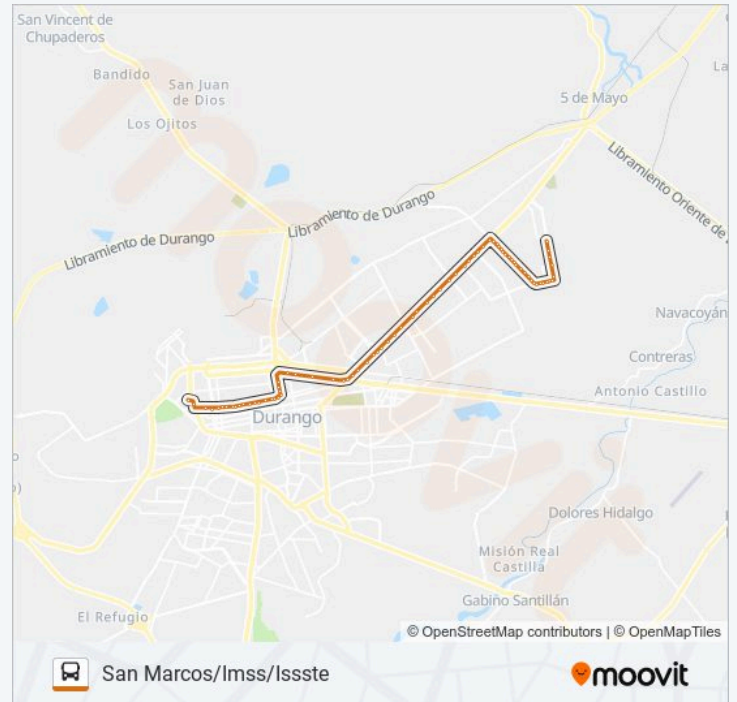 San Vincent de
Chupaderos
Bandido
San Juan
de Dios
Los Ojitos
5 de Mayo
La
Libramiento Oriente de
Libramiento de Durango
Libramiento de Durango
Navacoyán
Contreras
Antonio Castillo
Durango
o)
Dolores Hidalgo
Misión Real
Castilla
Gabiño Santillán
El Refugio
© OpenStreetMap contributors | © OpenMapTiles
San Marcos/Imss/Issste
moovit